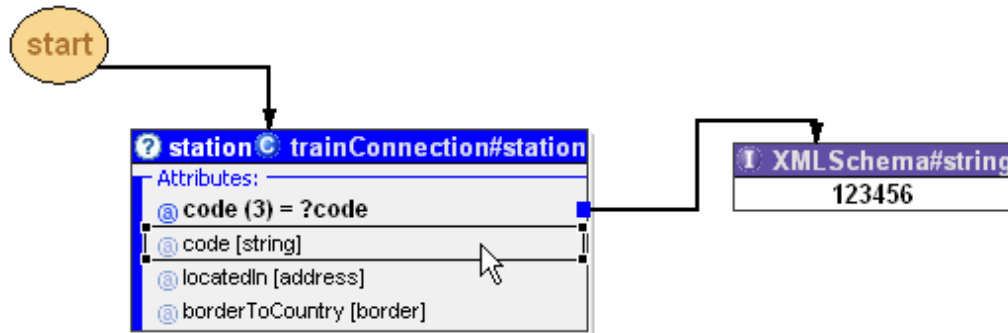 start
? station C trainConnection#station
Attributes:
@ code (3) = ?code
@ code [string]
@ locatedIn [address]
@ borderToCountry [border]
I XMLSchema#string
123456